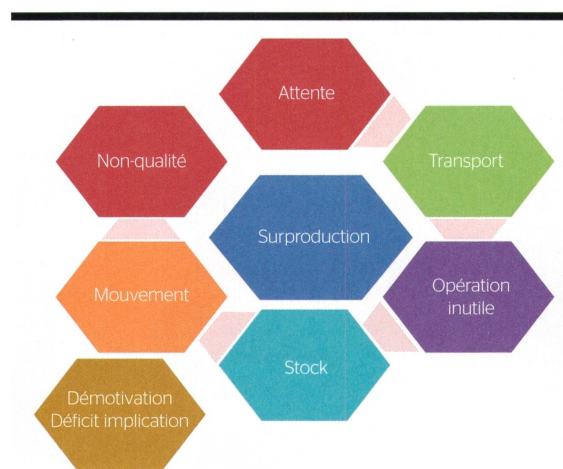 Attente
Non-qualité
Transport
Surproduction
Mouvement
Opération
inutile
Stock
Démotivation
Déficit implication